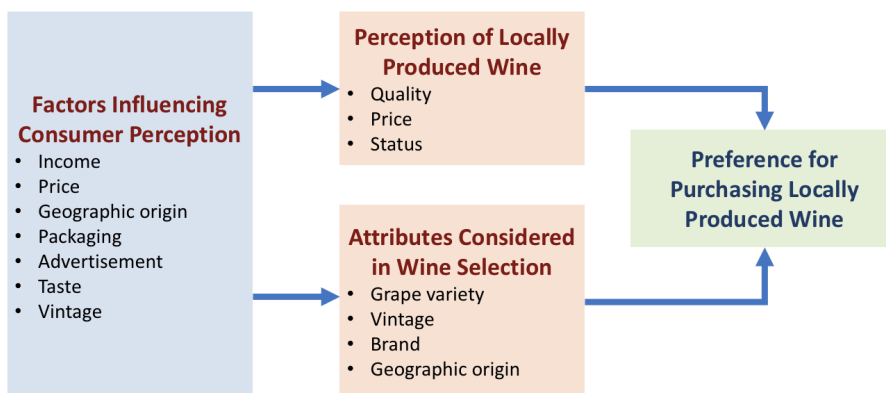 Factors Influencing
Consumer Perception
• Income
• Price
• Geographic origin
• Packaging
• Advertisement
• Taste
• Vintage
Perception of Locally
Produced Wine
• Quality
• Price
• Status
Attributes Considered
in Wine Selection
• Grape variety
• Vintage
• Brand
• Geographic origin
Preference for
Purchasing Locally
Produced Wine